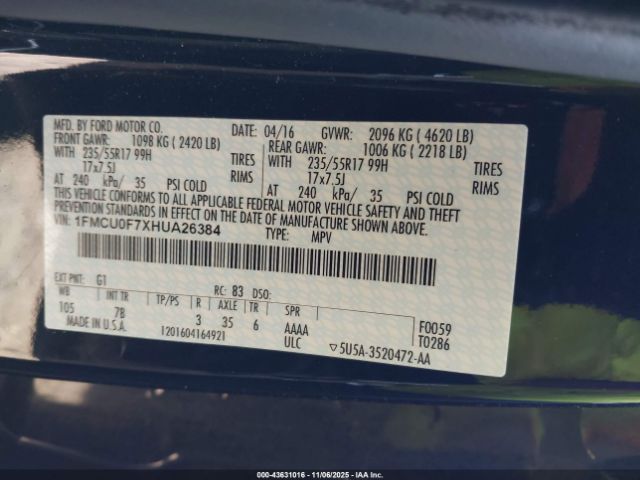 MFD. BY FORD MOTOR CO. DATE: 04/16 GVWR: 2096 KG ( 4620 LB)
FRONT GAWR: 1098 KG ( 2420 LB) REAR GAWR: 1006 KG ( 2218 LB)
WITH 235/55R17 99H TIRES WITH 235/55R17 99H TIRES
17x7.5J RIMS 17x7.5J RIMS
AT 240 kPa/ 35 PSI COLD AT 240 kPa/ 35 PSI COLD
THIS VEHICLE CONFORMS TO ALL APPLICABLE FEDERAL MOTOR VEHICLE SAFETY AND THEFT
PREVENTION STANDARDS IN EFFECT ON THE DATE OF MANUFACTURE SHOWN ABOVE.
1FMCU0F7XHUA26384 TYPE: MPV
EXT PNT: G1 RC: 83 DSO:
WB INT TR TP/PS R AXLE TR SPR
105 7B 3 35 6 AAAA F0059
MADE IN U.S.A. 1201604164921 ULC T0286
▽5U5A-3520472-AA
000-43631016 - 11/06/2025 - IAA Inc.